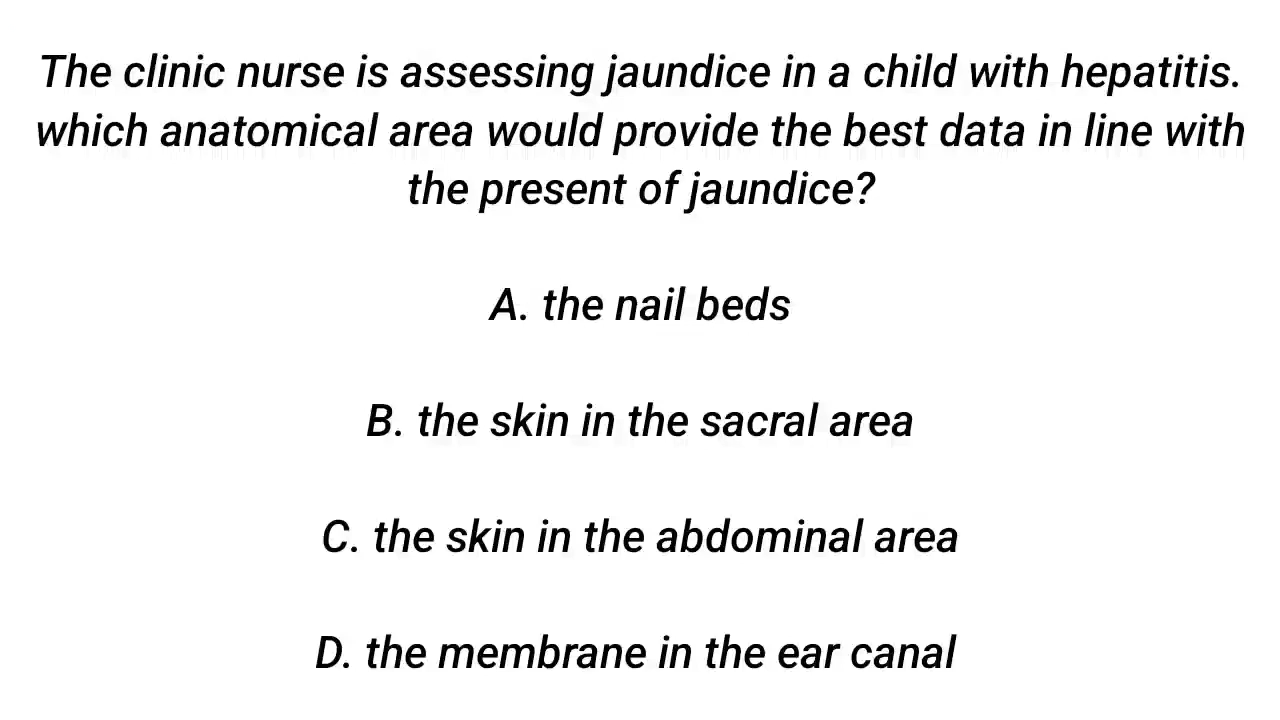 The clinic nurse is assessing jaundice in a child with hepatitis.
which anatomical area would provide the best data in line with
the present of jaundice?
A. the nail beds
B. the skin in the sacral area
C. the skin in the abdominal area
D. the membrane in the ear canal